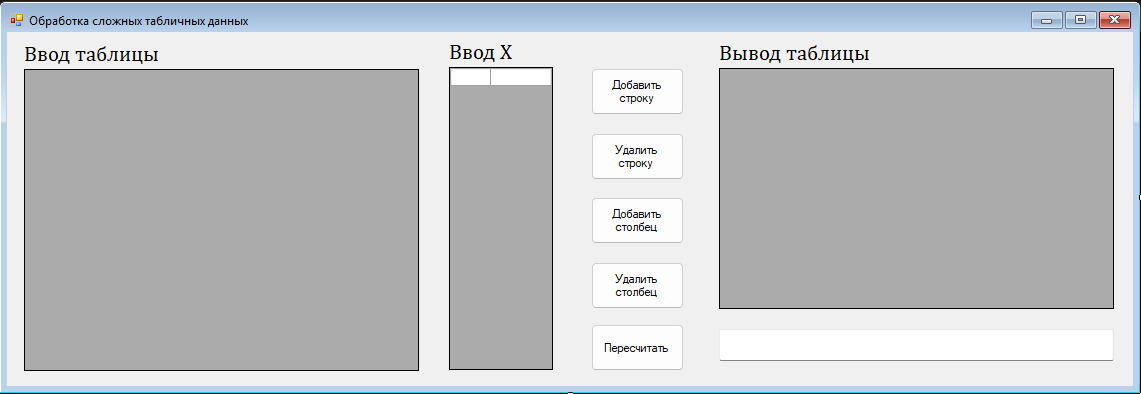 Обработка сложных табличных данных
Ввод таблицы
Ввод X
Вывод таблицы
Добавить
строку
Удалить
строку
Добавить
столбец
Удалить
столбец
Пересчитать